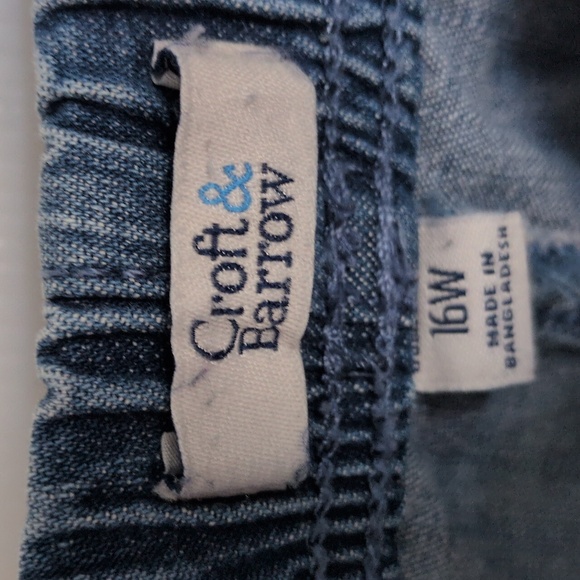 Croft &
Barrow
16W
MADE IN
BANGLADESH